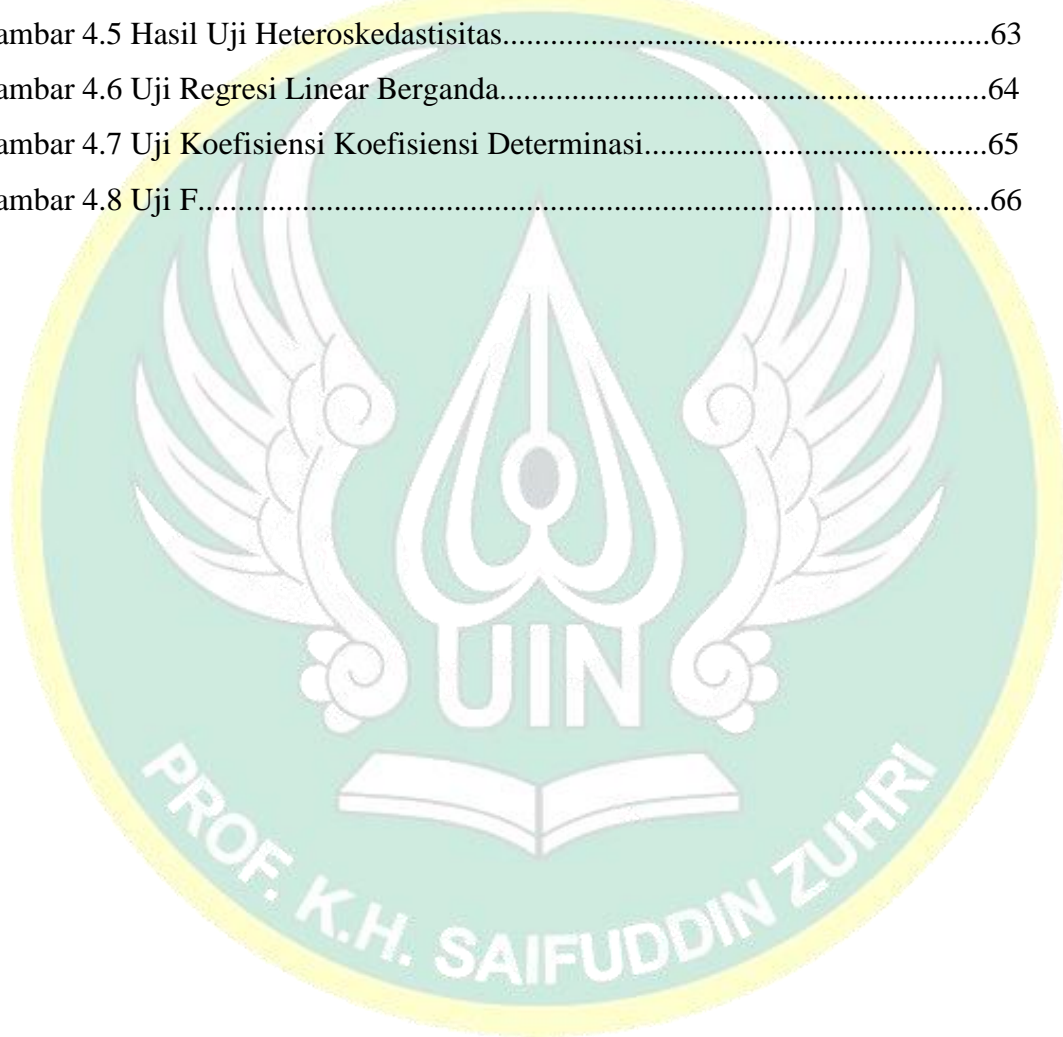 ambar 4.5 Hasil Uji Heteroskedastisitas..........................................................................63
ambar 4.6 Uji Regresi Linear Berganda..........................................................................64
ambar 4.7 Uji Koefisiensi Koefisiensi Determinasi....................................................65
ambar 4.8 Uji F..............................................................................................................66
UIN
PROF. K.H. SAIFUDDIN ZUHRI